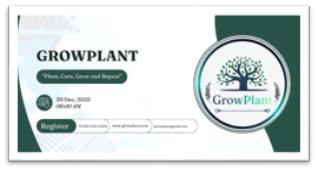 GROWPLANT
"Plant, Care, Grow and Repeat"
20 Dec, 2025
08:00 AM
Register
GrowPlant